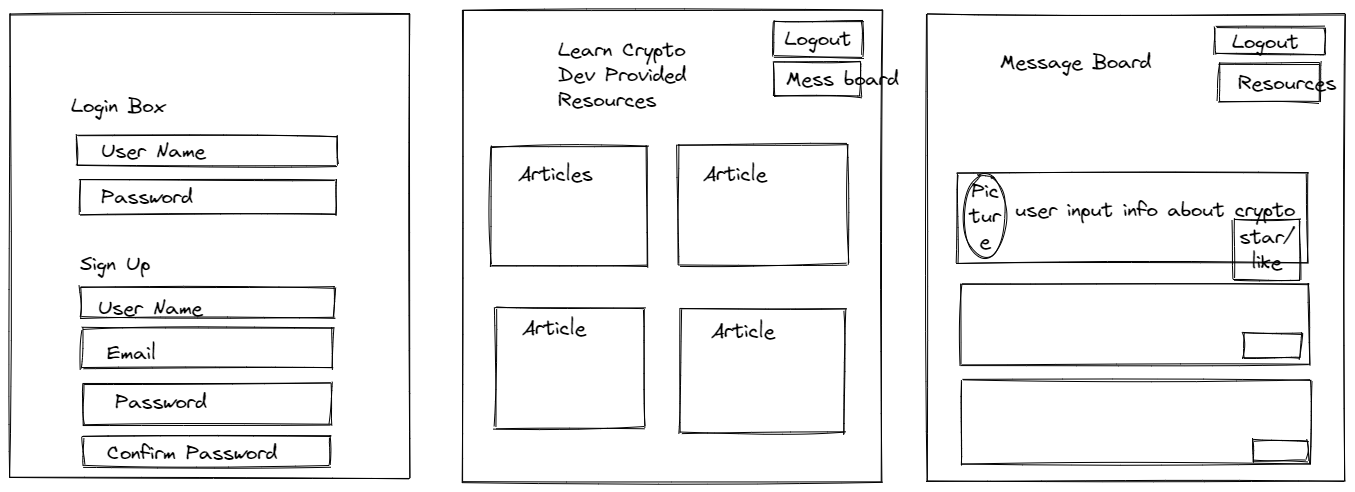 Login Box
User Name
Password
Sign Up
User Name
Email
Password
Confirm Password
Learn Crypto
Dev Provided
Resources
Logout
Mess board
Articles
Article
Article
Article
Message Board
Logout
Resources
Pic
tur
e
user input info about crypto
star/
like